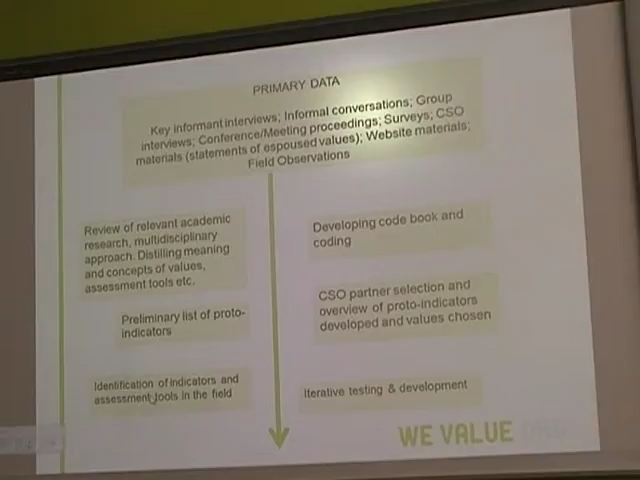 PRIMARY DATA
Key informant interviews; Informal conversations; Group
interviews; Conference/Meeting proceedings; Surveys; CSO
materials (statements of espoused values); Website materials;
Field Observations
Review of relevant academic
research, multidisciplinary
approach. Distilling meaning
and concepts of values,
assessment tools etc.
Developing code book and
coding
Preliminary list of proto-
indicators
CSO partner selection and
overview of proto-indicators
developed and values chosen
Identification of indicators and
assessment tools in the field
Iterative testing & development
WE VALUE